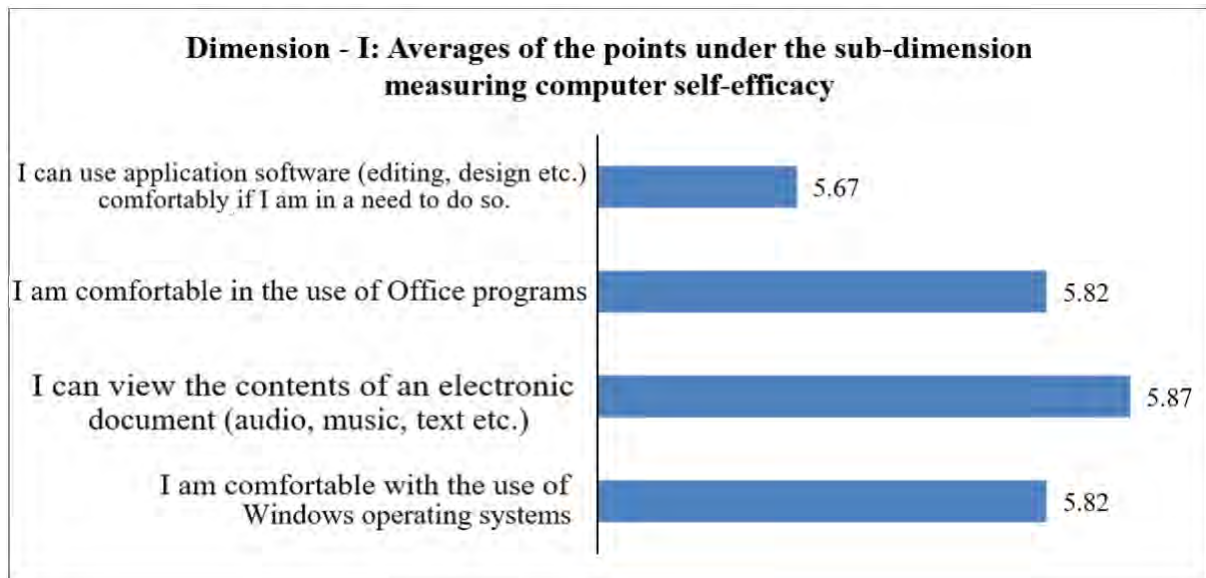 Dimension - I: Averages of the points under the sub-dimension
measuring computer self-efficacy
I can use application software (editing, design etc.)
comfortably if I am in a need to do so.
5.67
I am comfortable in the use of Office programs
5.82
I can view the contents of an electronic
document (audio, music, text etc.)
5.87
I am comfortable with the use of
Windows operating systems
5.82